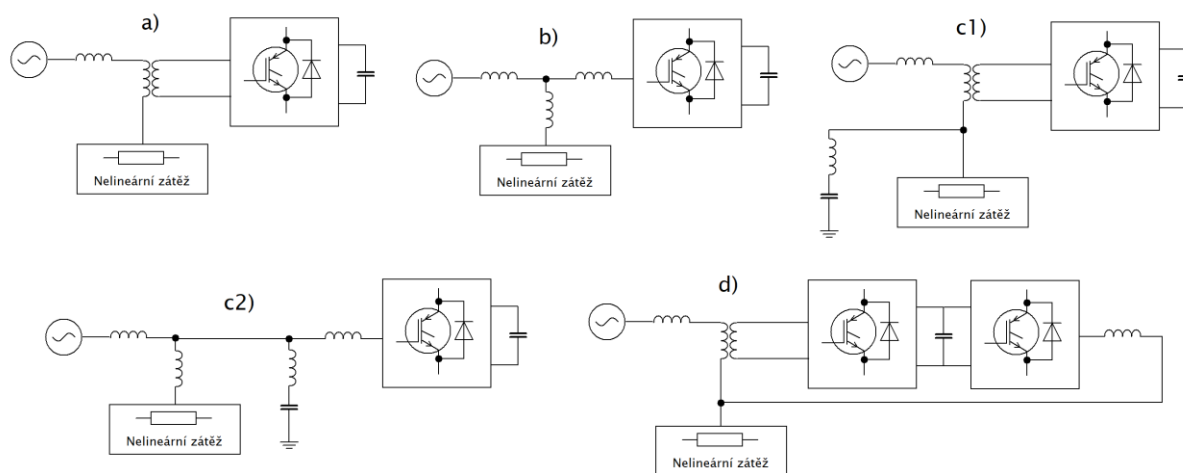 a)
Nelineární zátěž
b)
Nelineární zátěž
c1)
Nelineární zátěž
c2)
Nelineární zátěž
d)
Nelineární zátěž